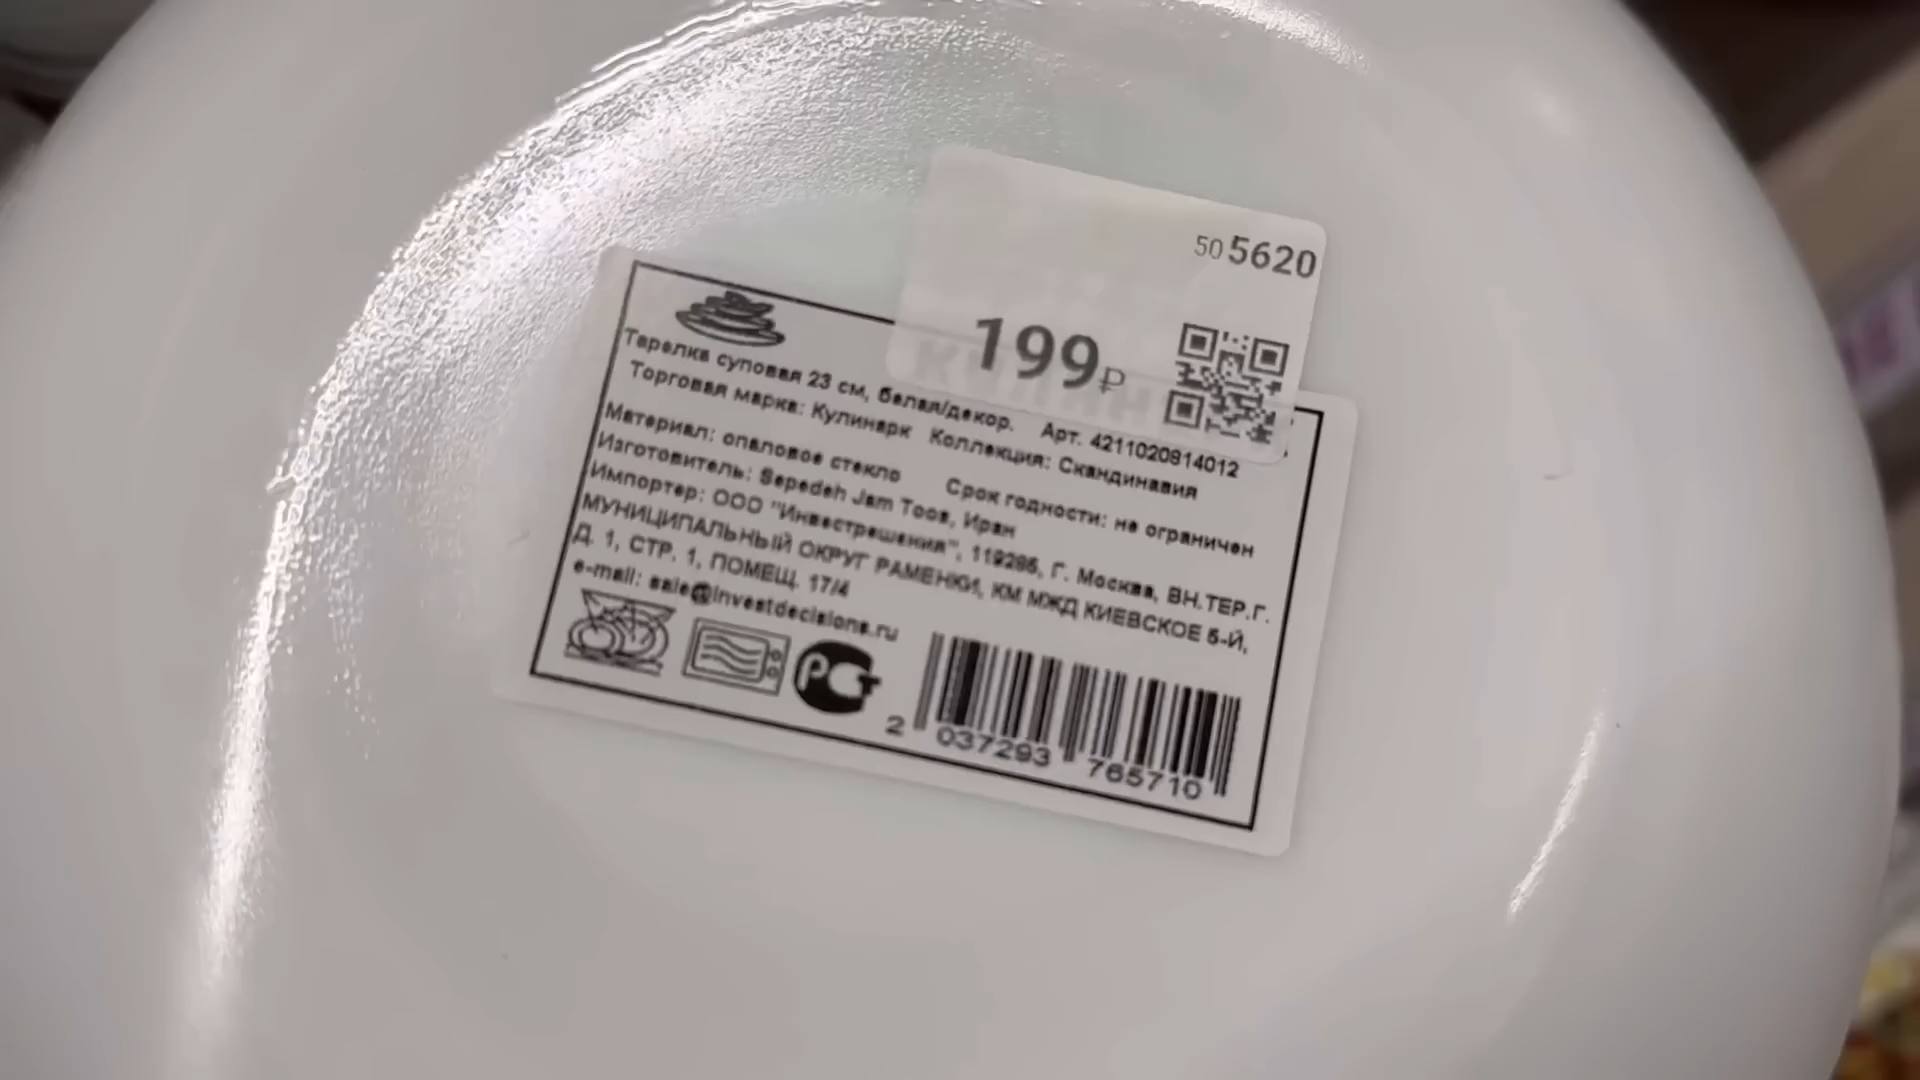 50 5620
199₽
Тарелка суповая 23 см, белая/декор. Арт. 4211020814012
Торговая марка: Кулинарк Коллекция: Скандинавия
Материал: опаловое стекло Срок годности: не ограничен
Изготовитель: Sepedeh Jam Toos, Иран
Импортер: ООО "Инвестрешения", 119285, Г. Москва, ВН.ТЕР.Г.
МУНИЦИПАЛЬНЫЙ ОКРУГ РАМЕНКИ, КМ МЖД КИЕВСКОЕ 5-Й,
Д. 1, СТР. 1, ПОМЕЩ. 17/4
e-mail: sale@investdecisions.ru
РСТ
2 037293 765710